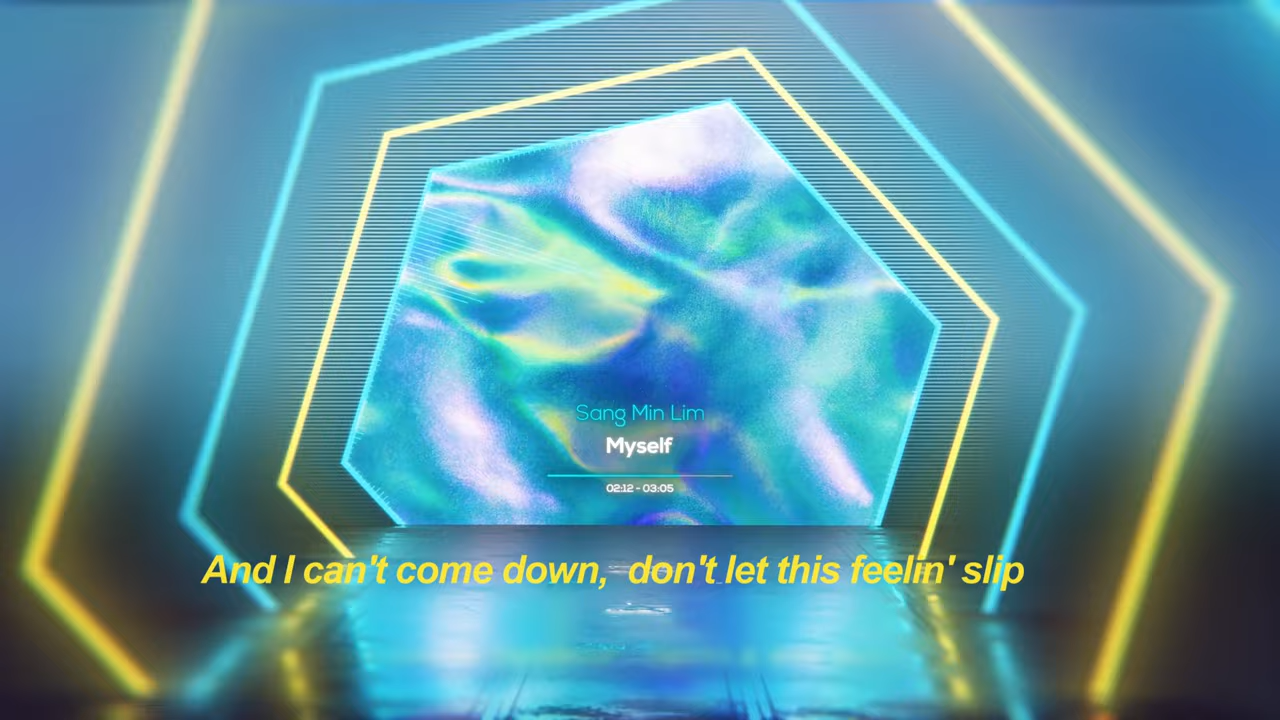 Sang Min Lim
Myself
02:12 - 03:05
And I can't come down, don't let this feelin' slip